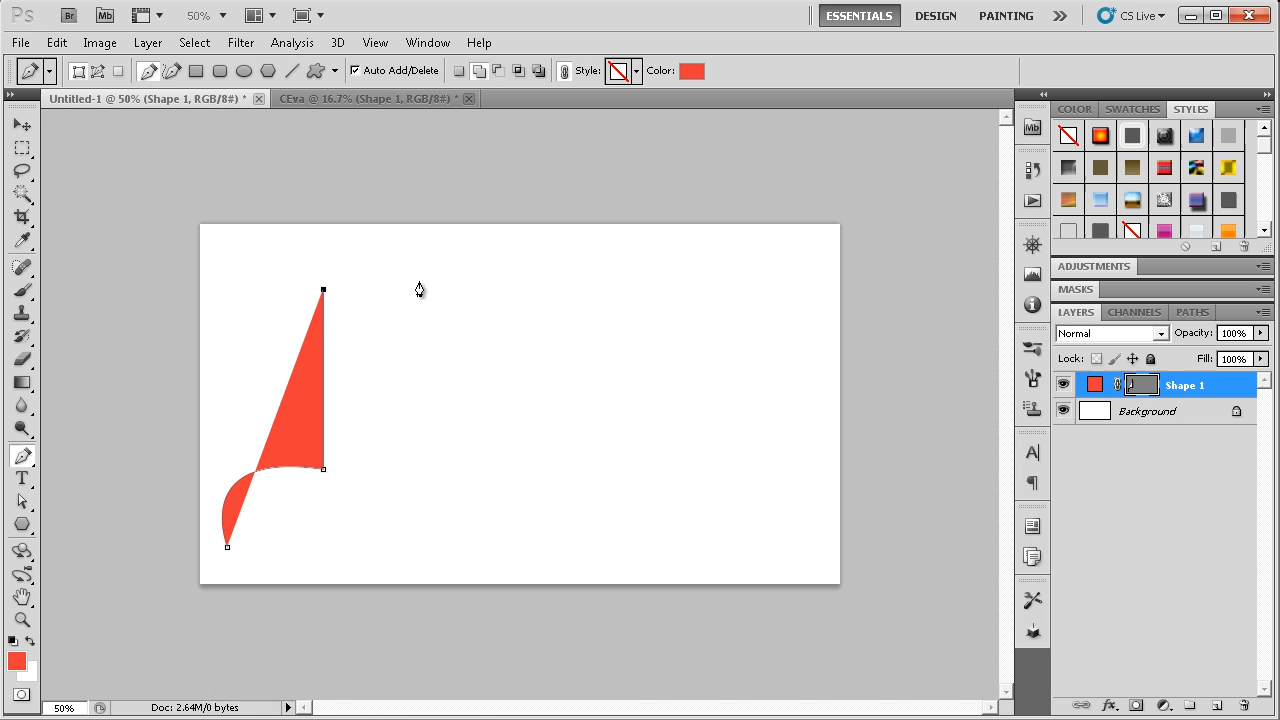 Ps Br Mb 50% ESSENTIALS DESIGN PAINTING CS Live
File Edit Image Layer Select Filter Analysis 3D View Window Help
Auto Add/Delete Style: Color:
Untitled-1 @ 50% (Shape 1, RGB/8#) * CEva @ 16.7% (Shape 1, RGB/8#) *
COLOR SWATCHES STYLES
Mb
ADJUSTMENTS
MASKS
LAYERS CHANNELS PATHS
Normal Opacity: 100%
Lock: Fill: 100%
Shape 1
Background
A
T
50% Doc: 2.64M/0 bytes
fx